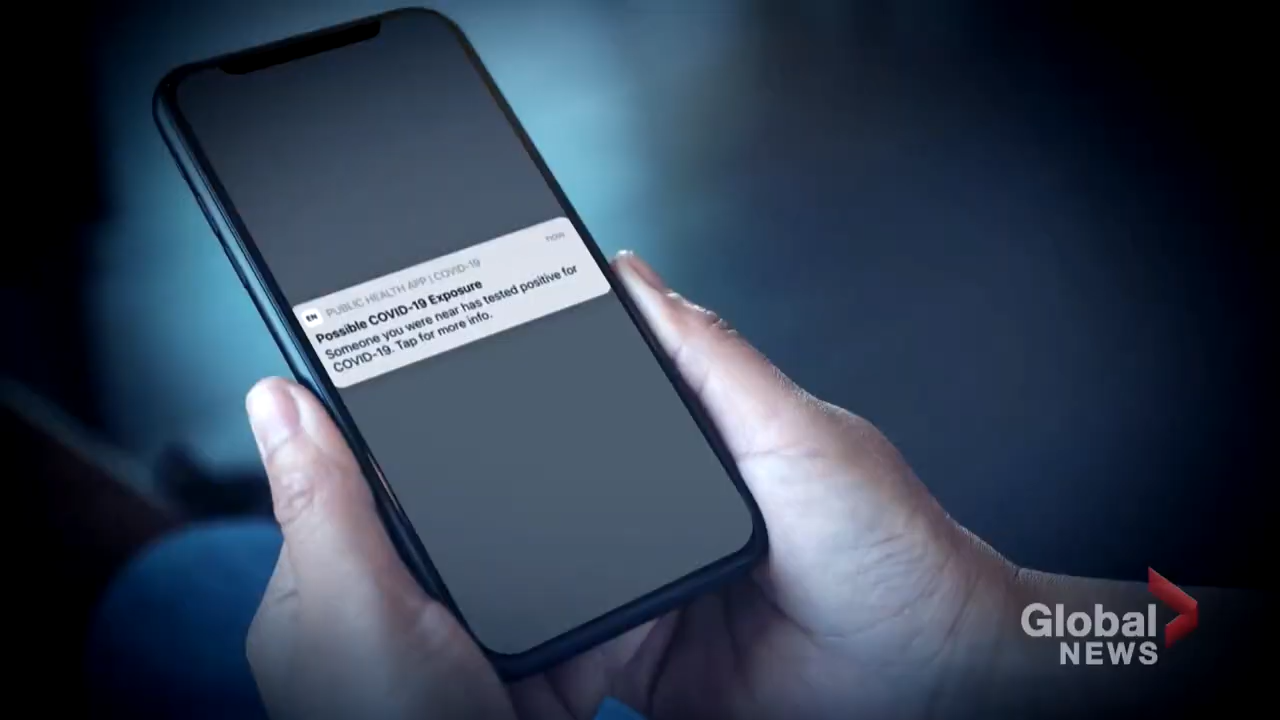 now
EN PUBLIC HEALTH APP | COVID-19
Possible COVID-19 Exposure
Someone you were near has tested positive for
COVID-19. Tap for more info.
Global
NEWS